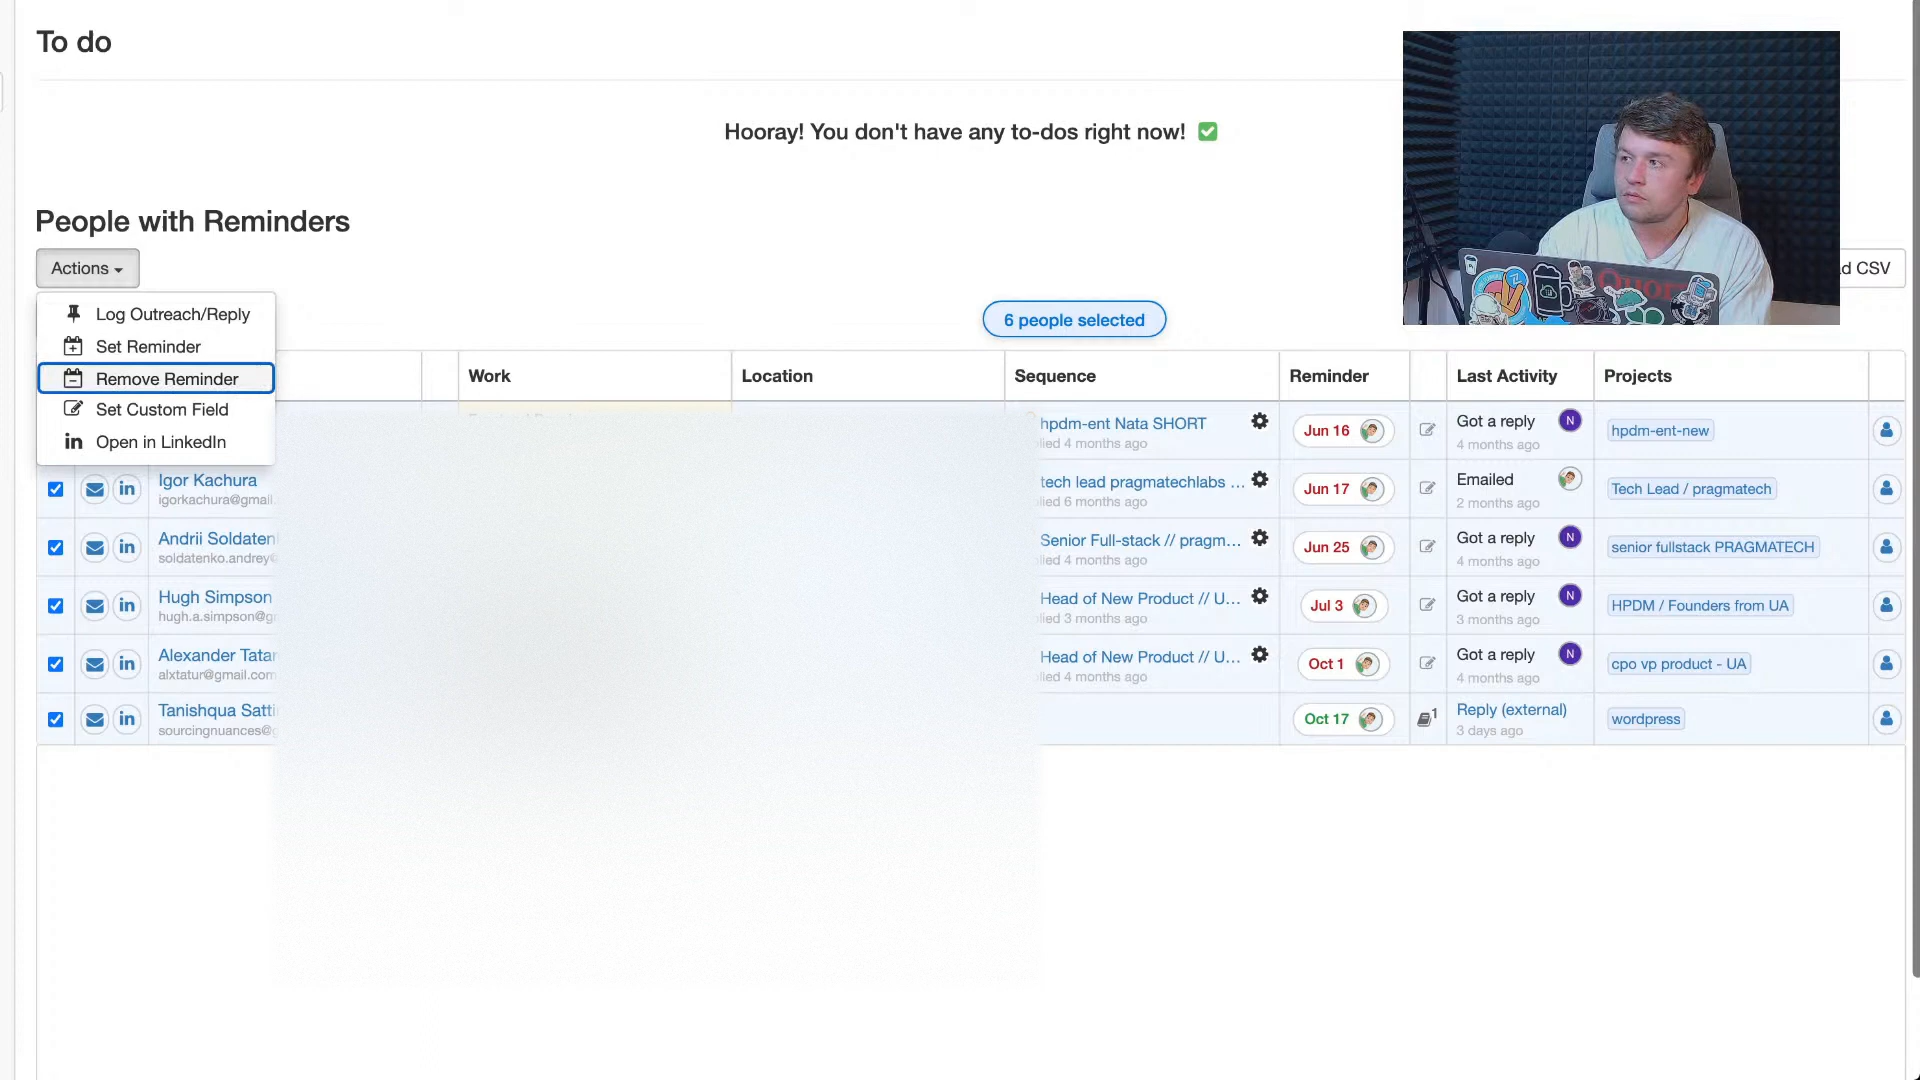 To do
Hooray! You don't have any to-dos right now!
People with Reminders
Actions
d CSV
Log Outreach/Reply
Set Reminder
Remove Reminder
Set Custom Field
Open in LinkedIn
6 people selected
Work
Location
Sequence
Reminder
Last Activity
Projects
hpdm-ent Nata SHORT
lied 4 months ago
Jun 16
Got a reply
N
4 months ago
hpdm-ent-new
Igor Kachura
igorkachura@gmail.
tech lead pragmatechlabs ...
lied 6 months ago
Jun 17
Emailed
2 months ago
Tech Lead / pragmatech
Andrii Soldaten
soldatenko.andrey@
Senior Full-stack // pragm...
lied 4 months ago
Jun 25
Got a reply
N
4 months ago
senior fullstack PRAGMATECH
Hugh Simpson
hugh.a.simpson@g
Head of New Product // U...
lied 3 months ago
Jul 3
Got a reply
N
3 months ago
HPDM / Founders from UA
Alexander Tatar
alxtatur@gmail.com
Head of New Product // U...
lied 4 months ago
Oct 1
Got a reply
N
4 months ago
cpo vp product - UA
Tanishqua Satti
sourcingnuances@g
Oct 17
1
Reply (external)
3 days ago
wordpress